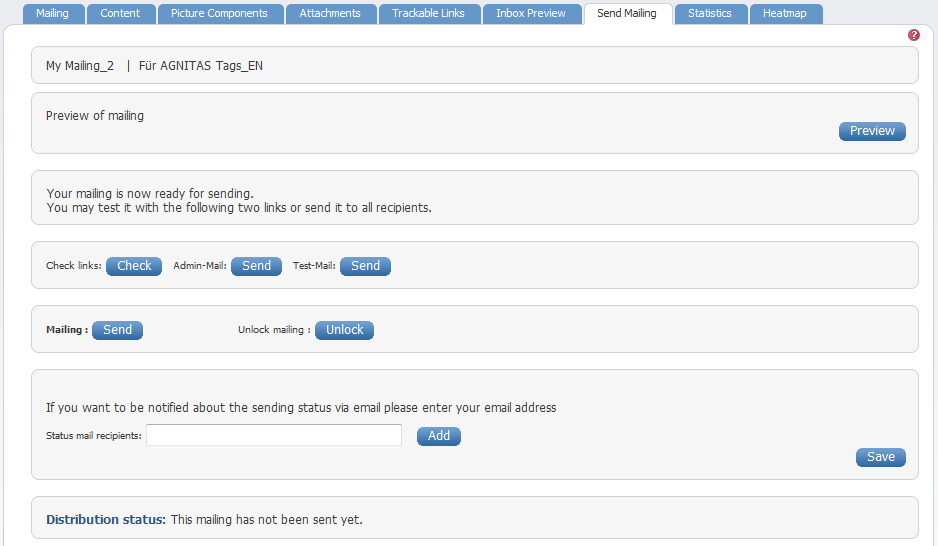 Mailing Content Picture Components Attachments Trackable Links Inbox Preview Send Mailing Statistics Heatmap
?
My Mailing_2 | Für AGNITAS Tags_EN
Preview of mailing
Preview
Your mailing is now ready for sending.
You may test it with the following two links or send it to all recipients.
Check links: Check Admin-Mail: Send Test-Mail: Send
Mailing : Send Unlock mailing : Unlock
If you want to be notified about the sending status via email please enter your email address
Status mail recipients: Add
Save
Distribution status: This mailing has not been sent yet.